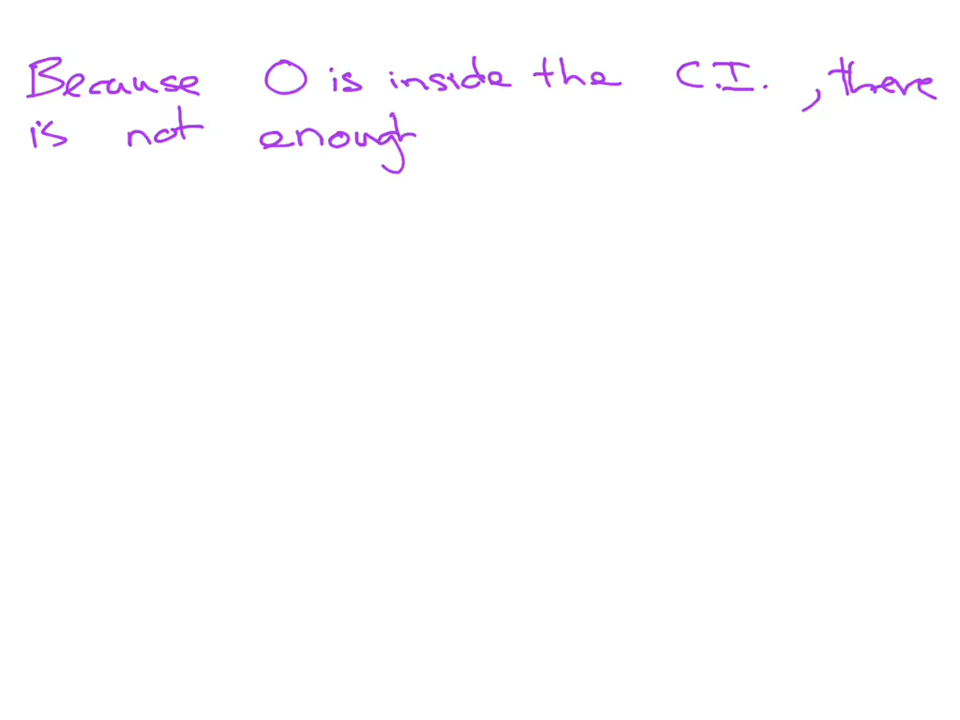 Because 0 is inside the C.I., there
is not enough